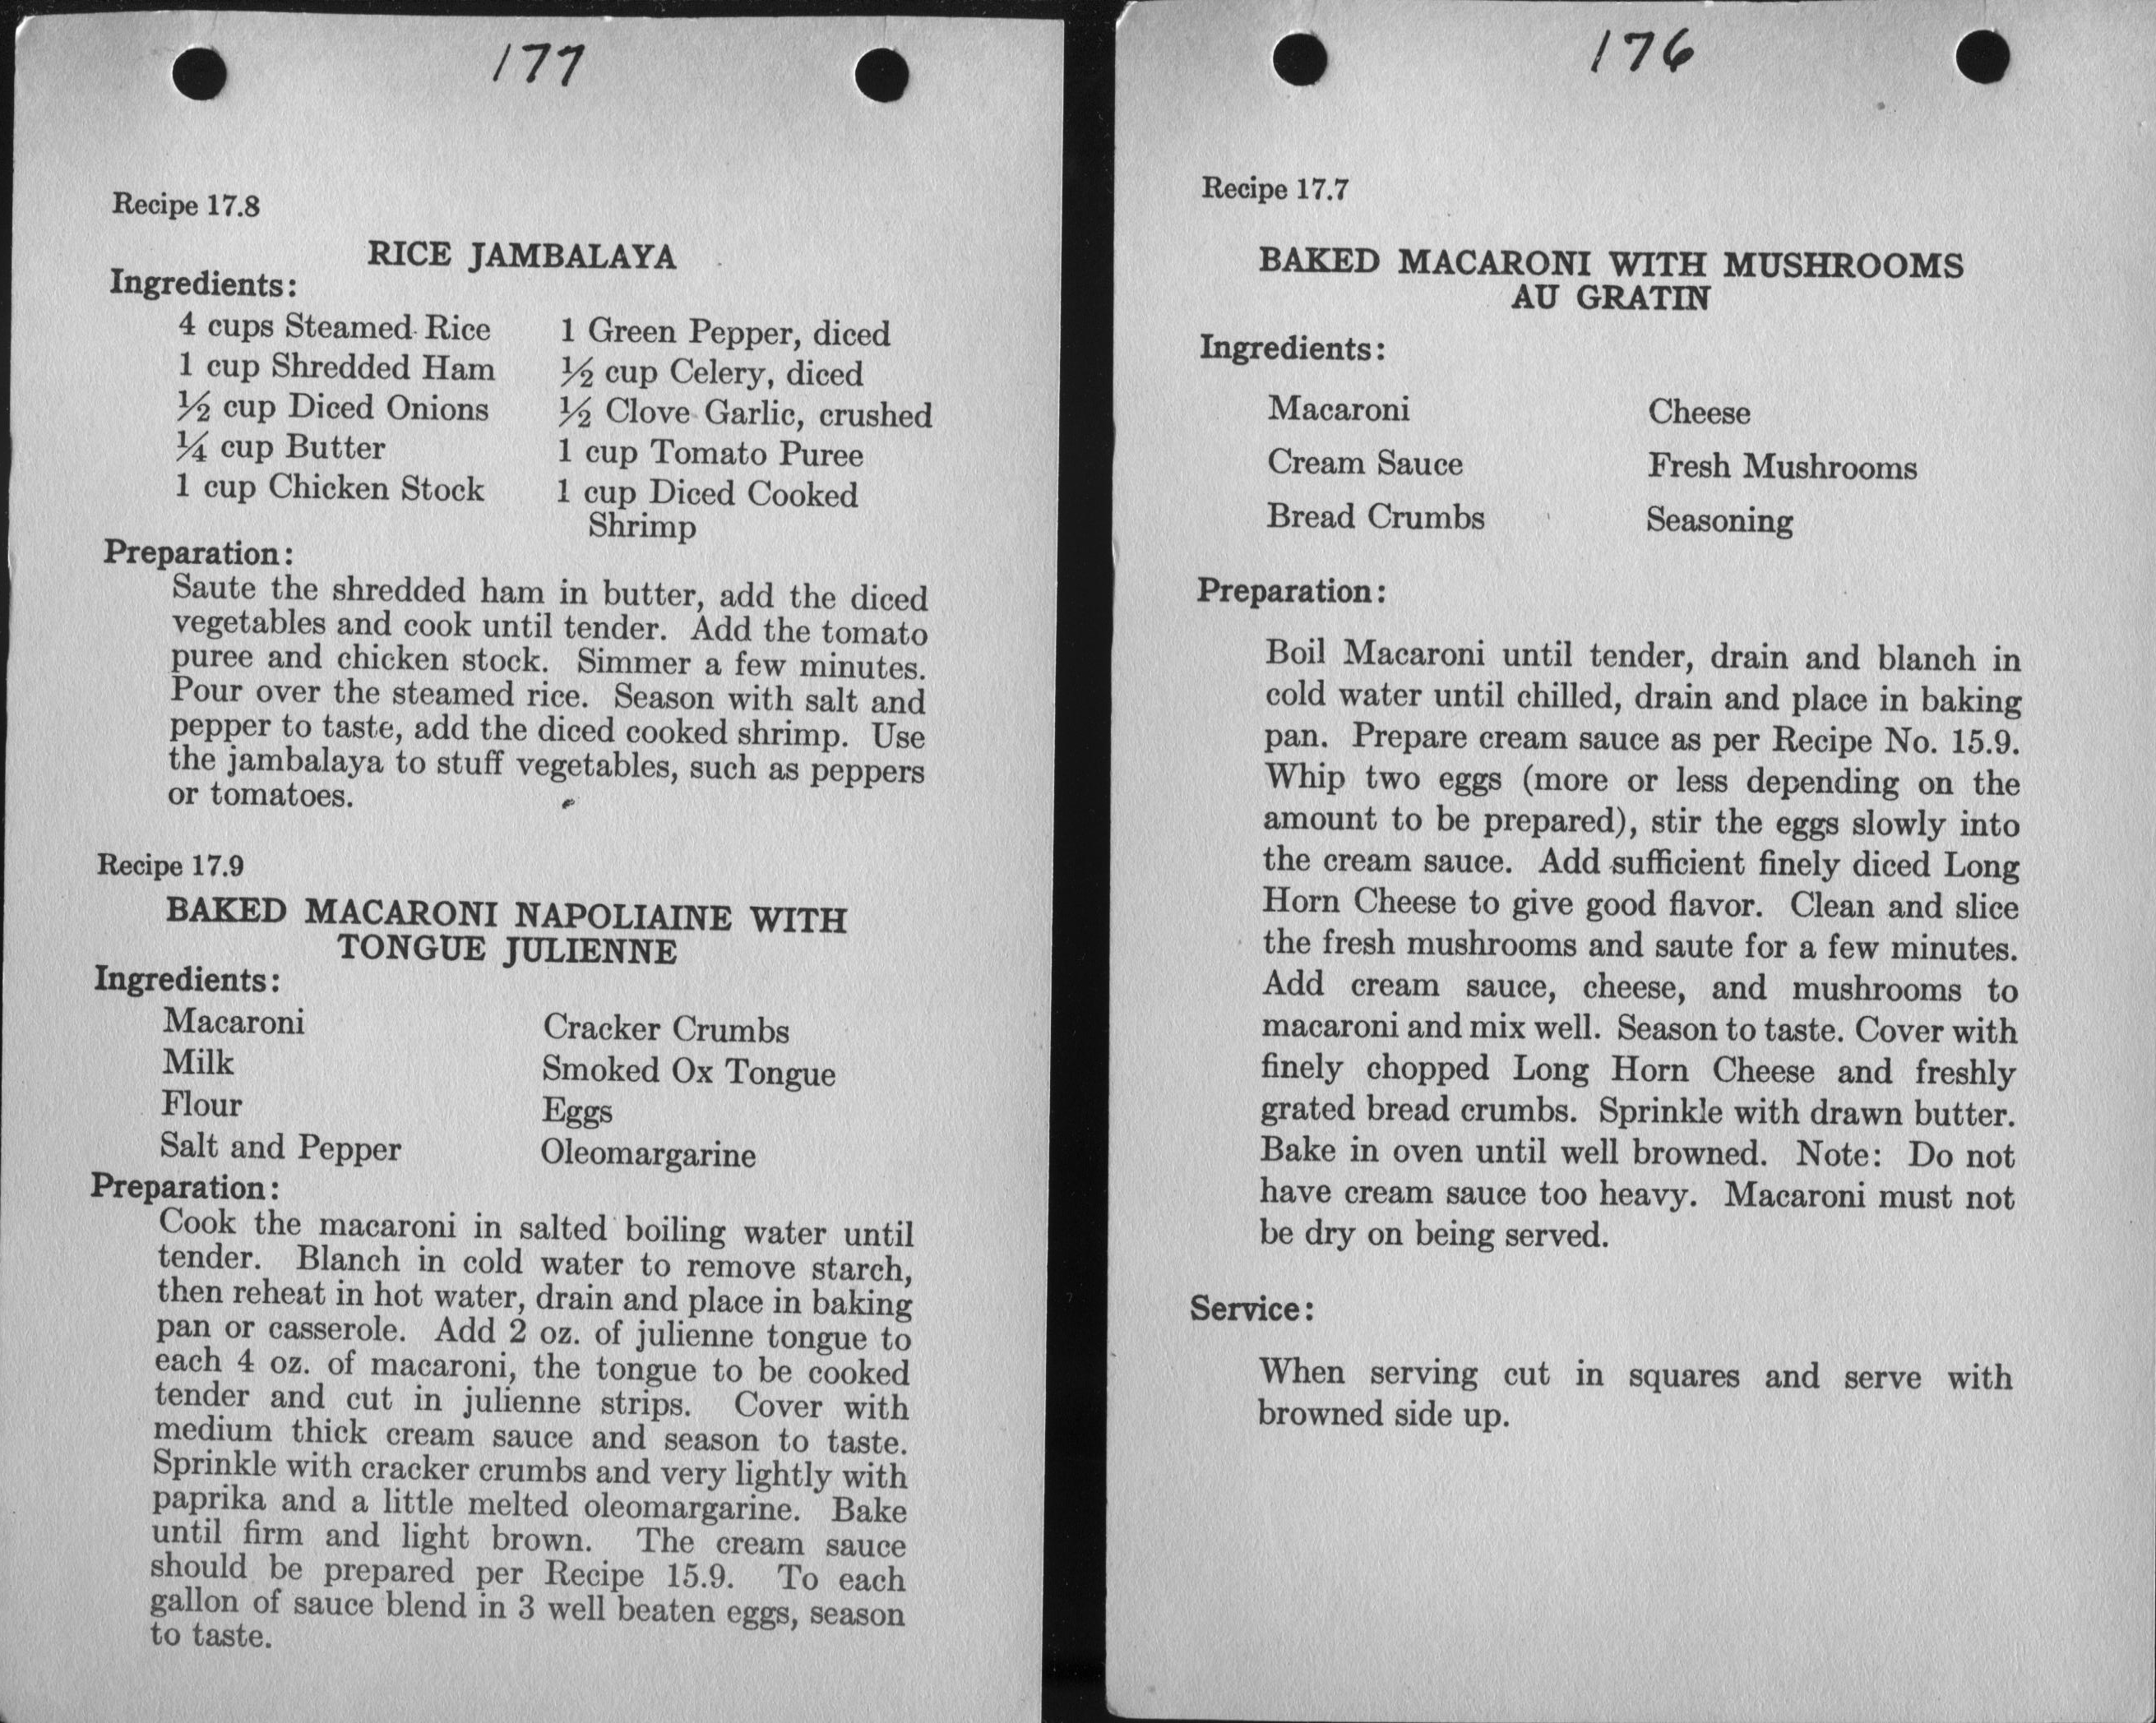 177
Recipe 17.8
RICE JAMBALAYA
Ingredients:
4 cups Steamed Rice
1 cup Shredded Ham
½ cup Diced Onions
¼ cup Butter
1 cup Chicken Stock
1 Green Pepper, diced
½ cup Celery, diced
½ Clove Garlic, crushed
1 cup Tomato Puree
1 cup Diced Cooked
Shrimp
Preparation:
Saute the shredded ham in butter, add the diced
vegetables and cook until tender. Add the tomato
puree and chicken stock. Simmer a few minutes.
Pour over the steamed rice. Season with salt and
pepper to taste, add the diced cooked shrimp. Use
the jambalaya to stuff vegetables, such as peppers
or tomatoes.
Recipe 17.9
BAKED MACARONI NAPOLIAINE WITH
TONGUE JULIENNE
Ingredients:
Macaroni
Milk
Flour
Salt and Pepper
Cracker Crumbs
Smoked Ox Tongue
Eggs
Oleomargarine
Preparation:
Cook the macaroni in salted boiling water until
tender. Blanch in cold water to remove starch,
then reheat in hot water, drain and place in baking
pan or casserole. Add 2 oz. of julienne tongue to
each 4 oz. of macaroni, the tongue to be cooked
tender and cut in julienne strips. Cover with
medium thick cream sauce and season to taste.
Sprinkle with cracker crumbs and very lightly with
paprika and a little melted oleomargarine. Bake
until firm and light brown. The cream sauce
should be prepared per Recipe 15.9. To each
gallon of sauce blend in 3 well beaten eggs, season
to taste.
176
Recipe 17.7
BAKED MACARONI WITH MUSHROOMS
AU GRATIN
Ingredients:
Macaroni
Cream Sauce
Bread Crumbs
Cheese
Fresh Mushrooms
Seasoning
Preparation:
Boil Macaroni until tender, drain and blanch in
cold water until chilled, drain and place in baking
pan. Prepare cream sauce as per Recipe No. 15.9.
Whip two eggs (more or less depending on the
amount to be prepared), stir the eggs slowly into
the cream sauce. Add sufficient finely diced Long
Horn Cheese to give good flavor. Clean and slice
the fresh mushrooms and saute for a few minutes.
Add cream sauce, cheese, and mushrooms to
macaroni and mix well. Season to taste. Cover with
finely chopped Long Horn Cheese and freshly
grated bread crumbs. Sprinkle with drawn butter.
Bake in oven until well browned. Note: Do not
have cream sauce too heavy. Macaroni must not
be dry on being served.
Service:
When serving cut in squares and serve with
browned side up.